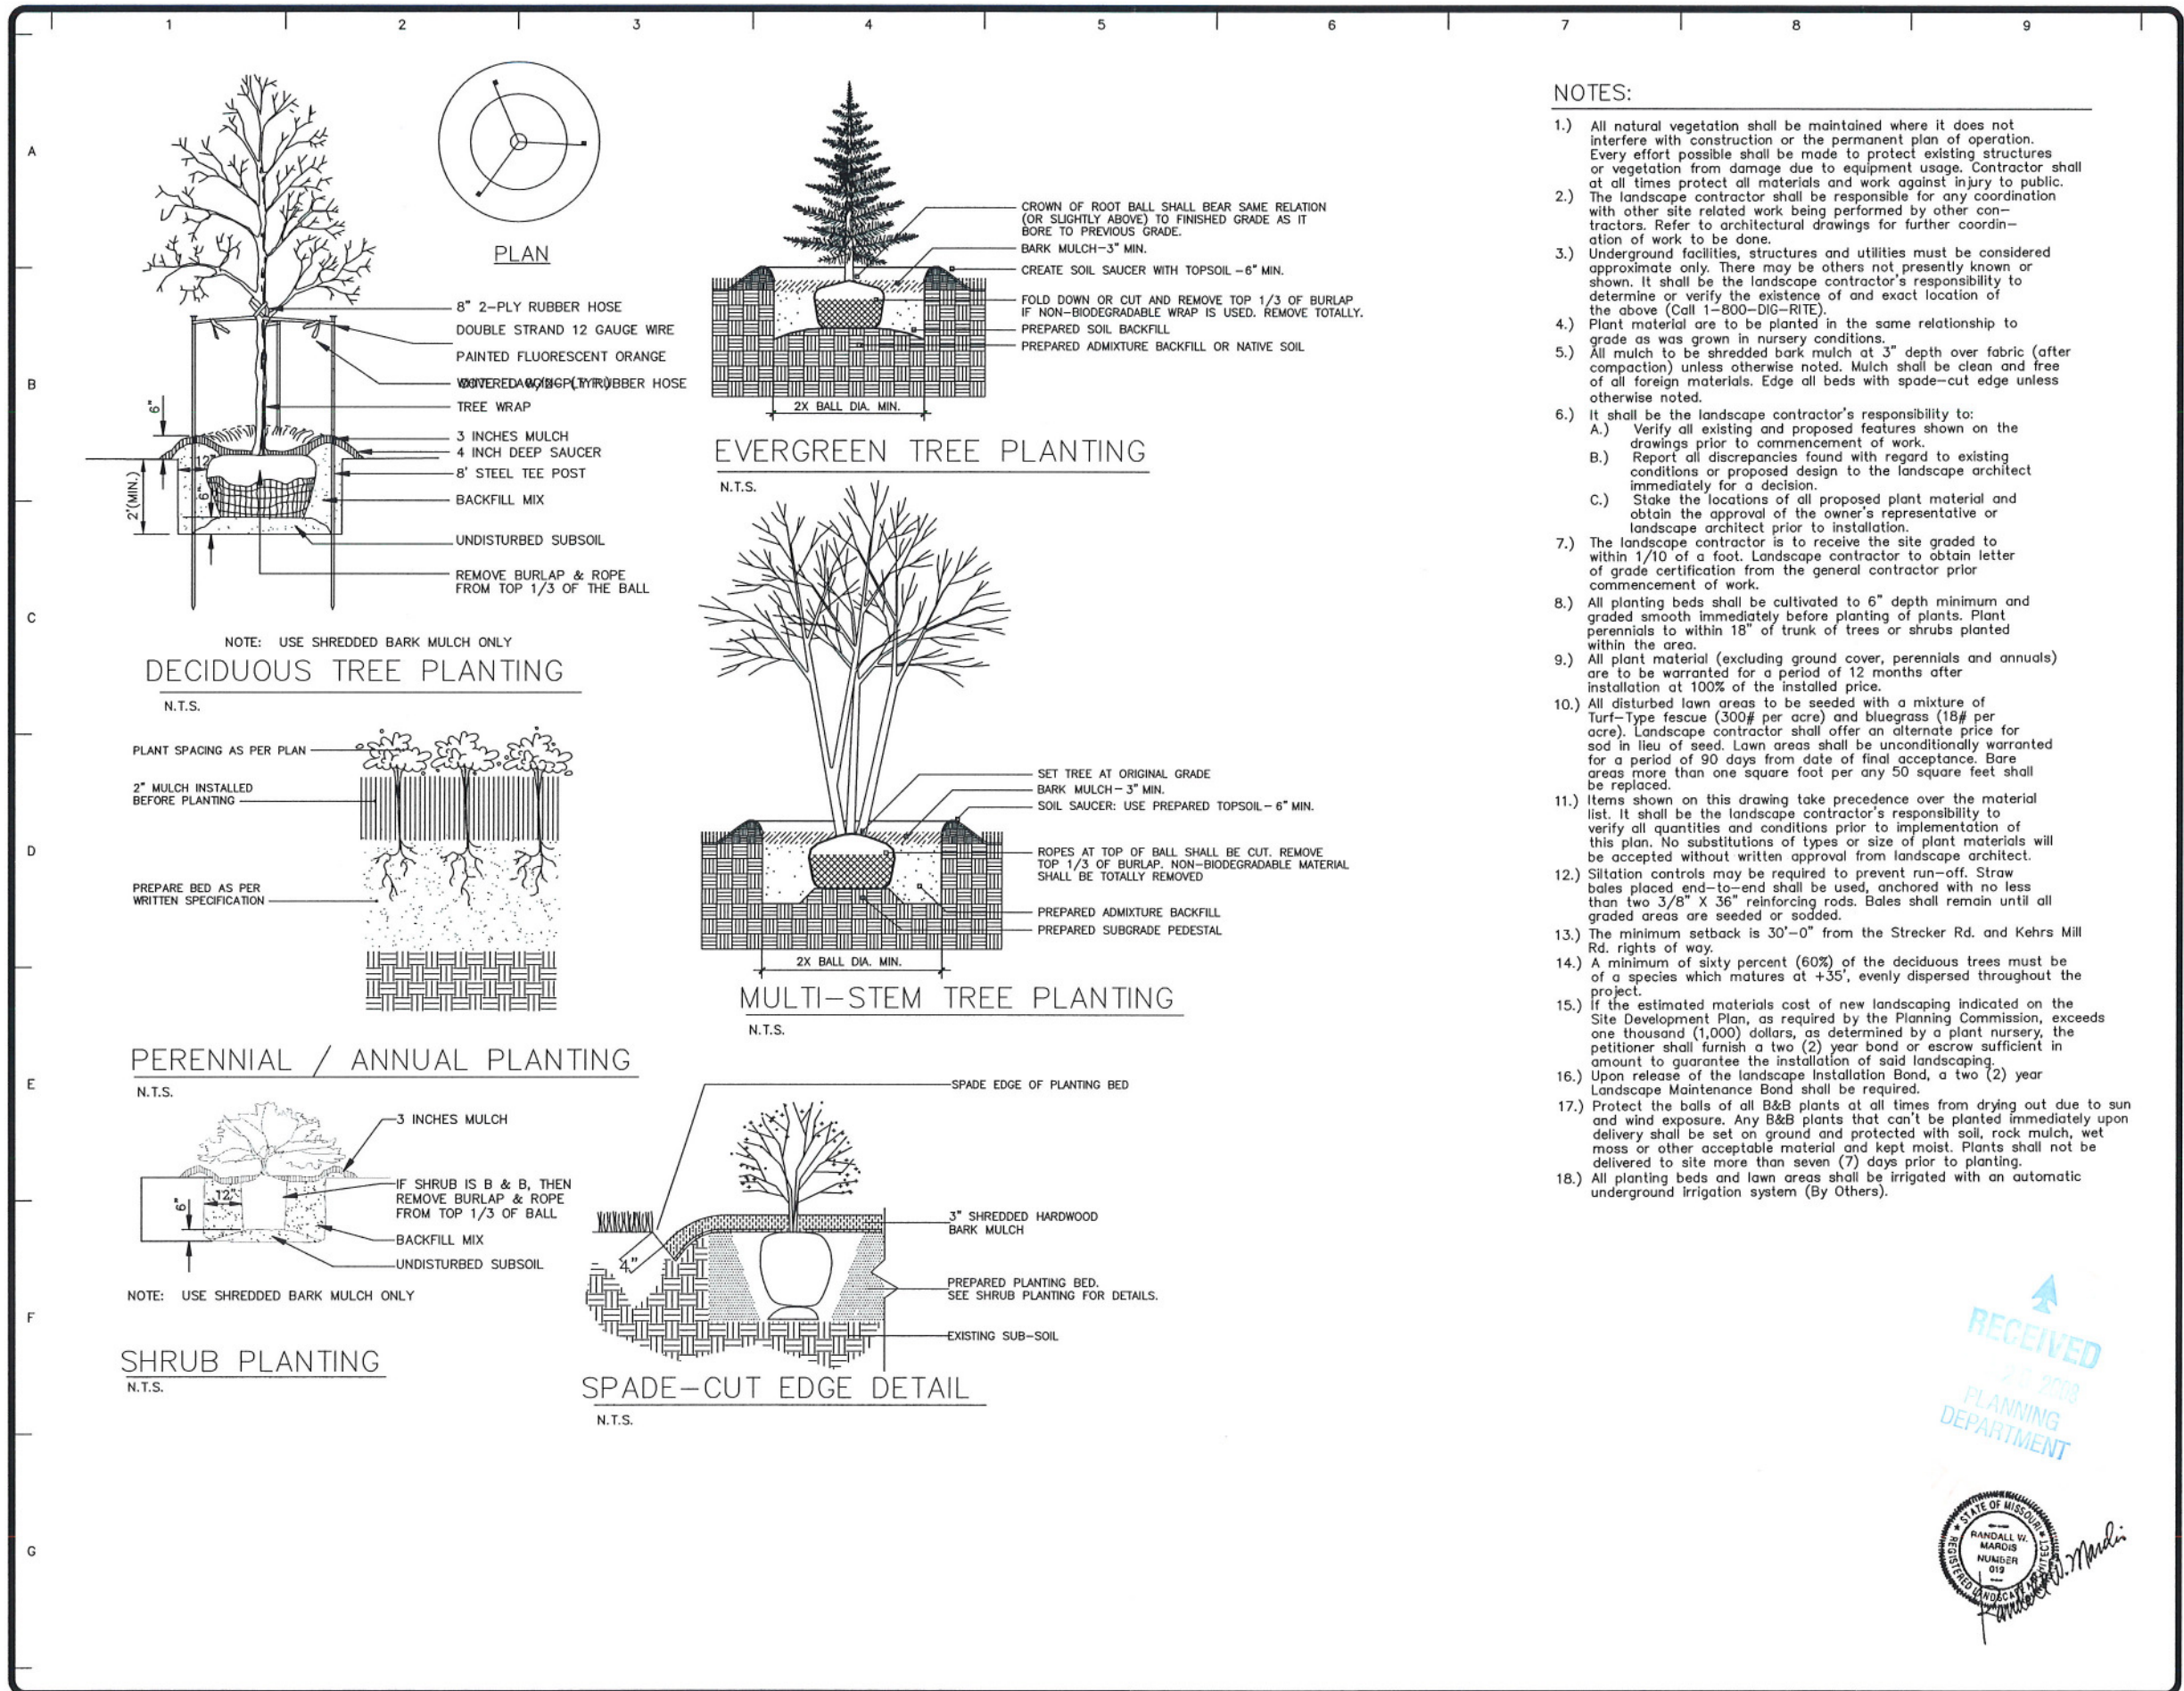 1 2 3 4 5 6 7 8 9
A
B
C
D
E
F
G
PLAN
8" 2-PLY RUBBER HOSE
DOUBLE STRAND 12 GAUGE WIRE
PAINTED FLUORESCENT ORANGE
TREE WRAP
3 INCHES MULCH
4 INCH DEEP SAUCER
8' STEEL TEE POST
BACKFILL MIX
UNDISTURBED SUBSOIL
REMOVE BURLAP & ROPE
FROM TOP 1/3 OF THE BALL
6"
12"
6"
2'(MIN.)
NOTE: USE SHREDDED BARK MULCH ONLY
DECIDUOUS TREE PLANTING
N.T.S.
CROWN OF ROOT BALL SHALL BEAR SAME RELATION
(OR SLIGHTLY ABOVE) TO FINISHED GRADE AS IT
BORE TO PREVIOUS GRADE.
BARK MULCH-3" MIN.
CREATE SOIL SAUCER WITH TOPSOIL -6" MIN.
FOLD DOWN OR CUT AND REMOVE TOP 1/3 OF BURLAP
IF NON-BIODEGRADABLE WRAP IS USED. REMOVE TOTALLY.
PREPARED SOIL BACKFILL
PREPARED ADMIXTURE BACKFILL OR NATIVE SOIL
2X BALL DIA. MIN.
EVERGREEN TREE PLANTING
N.T.S.
PLANT SPACING AS PER PLAN
2" MULCH INSTALLED
BEFORE PLANTING
PREPARE BED AS PER
WRITTEN SPECIFICATION
PERENNIAL / ANNUAL PLANTING
N.T.S.
SET TREE AT ORIGINAL GRADE
BARK MULCH-3" MIN.
SOIL SAUCER: USE PREPARED TOPSOIL-6" MIN.
ROPES AT TOP OF BALL SHALL BE CUT. REMOVE
TOP 1/3 OF BURLAP. NON-BIODEGRADABLE MATERIAL
SHALL BE TOTALLY REMOVED
PREPARED ADMIXTURE BACKFILL
PREPARED SUBGRADE PEDESTAL
2X BALL DIA. MIN.
MULTI-STEM TREE PLANTING
N.T.S.
3 INCHES MULCH
IF SHRUB IS B & B, THEN
REMOVE BURLAP & ROPE
FROM TOP 1/3 OF BALL
BACKFILL MIX
UNDISTURBED SUBSOIL
12"
6"
NOTE: USE SHREDDED BARK MULCH ONLY
SHRUB PLANTING
N.T.S.
SPADE EDGE OF PLANTING BED
3" SHREDDED HARDWOOD
BARK MULCH
4"
PREPARED PLANTING BED.
SEE SHRUB PLANTING FOR DETAILS.
EXISTING SUB-SOIL
SPADE-CUT EDGE DETAIL
N.T.S.
NOTES:
1.) All natural vegetation shall be maintained where it does not
interfere with construction or the permanent plan of operation.
Every effort possible shall be made to protect existing structures
or vegetation from damage due to equipment usage. Contractor shall
at all times protect all materials and work against injury to public.
2.) The landscape contractor shall be responsible for any coordination
with other site related work being performed by other con-
tractors. Refer to architectural drawings for further coordin-
ation of work to be done.
3.) Underground facilities, structures and utilities must be considered
approximate only. There may be others not presently known or
shown. It shall be the landscape contractor's responsibility to
determine or verify the existence of and exact location of
the above (Call 1-800-DIG-RITE).
4.) Plant material are to be planted in the same relationship to
grade as was grown in nursery conditions.
5.) All mulch to be shredded bark mulch at 3" depth over fabric (after
compaction) unless otherwise noted. Mulch shall be clean and free
of all foreign materials. Edge all beds with spade-cut edge unless
otherwise noted.
6.) It shall be the landscape contractor's responsibility to:
A.) Verify all existing and proposed features shown on the
drawings prior to commencement of work.
B.) Report all discrepancies found with regard to existing
conditions or proposed design to the landscape architect
immediately for a decision.
C.) Stake the locations of all proposed plant material and
obtain the approval of the owner's representative or
landscape architect prior to installation.
7.) The landscape contractor is to receive the site graded to
within 1/10 of a foot. Landscape contractor to obtain letter
of grade certification from the general contractor prior
commencement of work.
8.) All planting beds shall be cultivated to 6" depth minimum and
graded smooth immediately before planting of plants. Plant
perennials to within 18" of trunk of trees or shrubs planted
within the area.
9.) All plant material (excluding ground cover, perennials and annuals)
are to be warranted for a period of 12 months after
installation at 100% of the installed price.
10.) All disturbed lawn areas to be seeded with a mixture of
Turf-Type fescue (300# per acre) and bluegrass (18# per
acre). Landscape contractor shall offer an alternate price for
sod in lieu of seed. Lawn areas shall be unconditionally warranted
for a period of 90 days from date of final acceptance. Bare
areas more than one square foot per any 50 square feet shall
be replaced.
11.) Items shown on this drawing take precedence over the material
list. It shall be the landscape contractor's responsibility to
verify all quantities and conditions prior to implementation of
this plan. No substitutions of types or size of plant materials will
be accepted without written approval from landscape architect.
12.) Siltation controls may be required to prevent run-off. Straw
bales placed end-to-end shall be used, anchored with no less
than two 3/8" X 36" reinforcing rods. Bales shall remain until all
graded areas are seeded or sodded.
13.) The minimum setback is 30'-0" from the Strecker Rd. and Kehrs Mill
Rd. rights of way.
14.) A minimum of sixty percent (60%) of the deciduous trees must be
of a species which matures at +35', evenly dispersed throughout the
project.
15.) If the estimated materials cost of new landscaping indicated on the
Site Development Plan, as required by the Planning Commission, exceeds
one thousand (1,000) dollars, as determined by a plant nursery, the
petitioner shall furnish a two (2) year bond or escrow sufficient in
amount to guarantee the installation of said landscaping.
16.) Upon release of the landscape Installation Bond, a two (2) year
Landscape Maintenance Bond shall be required.
17.) Protect the balls of all B&B plants at all times from drying out due to sun
and wind exposure. Any B&B plants that can't be planted immediately upon
delivery shall be set on ground and protected with soil, rock mulch, wet
moss or other acceptable material and kept moist. Plants shall not be
delivered to site more than seven (7) days prior to planting.
18.) All planting beds and lawn areas shall be irrigated with an automatic
underground irrigation system (By Others).
RECEIVED
2008
PLANNING
DEPARTMENT
STATE OF MISSOURI
RANDALL W.
MARDIS
NUMBER
019
REGISTERED LANDSCAPE ARCHITECT
Randall W. Mardis